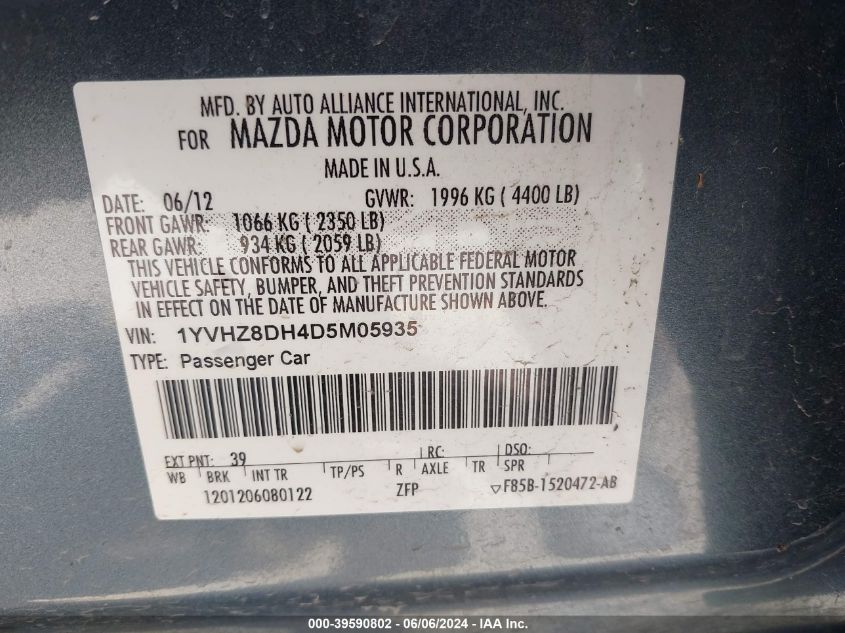 MFD. BY AUTO ALLIANCE INTERNATIONAL, INC.
FOR MAZDA MOTOR CORPORATION
MADE IN U.S.A.
DATE: 06/12 GVWR: 1996 KG ( 4400 LB)
FRONT GAWR: 1066 KG ( 2350 LB)
REAR GAWR: 934 KG ( 2059 LB)
THIS VEHICLE CONFORMS TO ALL APPLICABLE FEDERAL MOTOR
VEHICLE SAFETY, BUMPER, AND THEFT PREVENTION STANDARDS
IN EFFECT ON THE DATE OF MANUFACTURE SHOWN ABOVE.
VIN: 1YVHZ8DH4D5M05935
TYPE: Passenger Car
EXT PNT: 39 RC: DSO:
WB BRK INT TR TP/PS R AXLE TR SPR
1201206080122 ZFP ▽F85B-1520472-AB
000-39590802 - 06/06/2024 - IAA Inc.